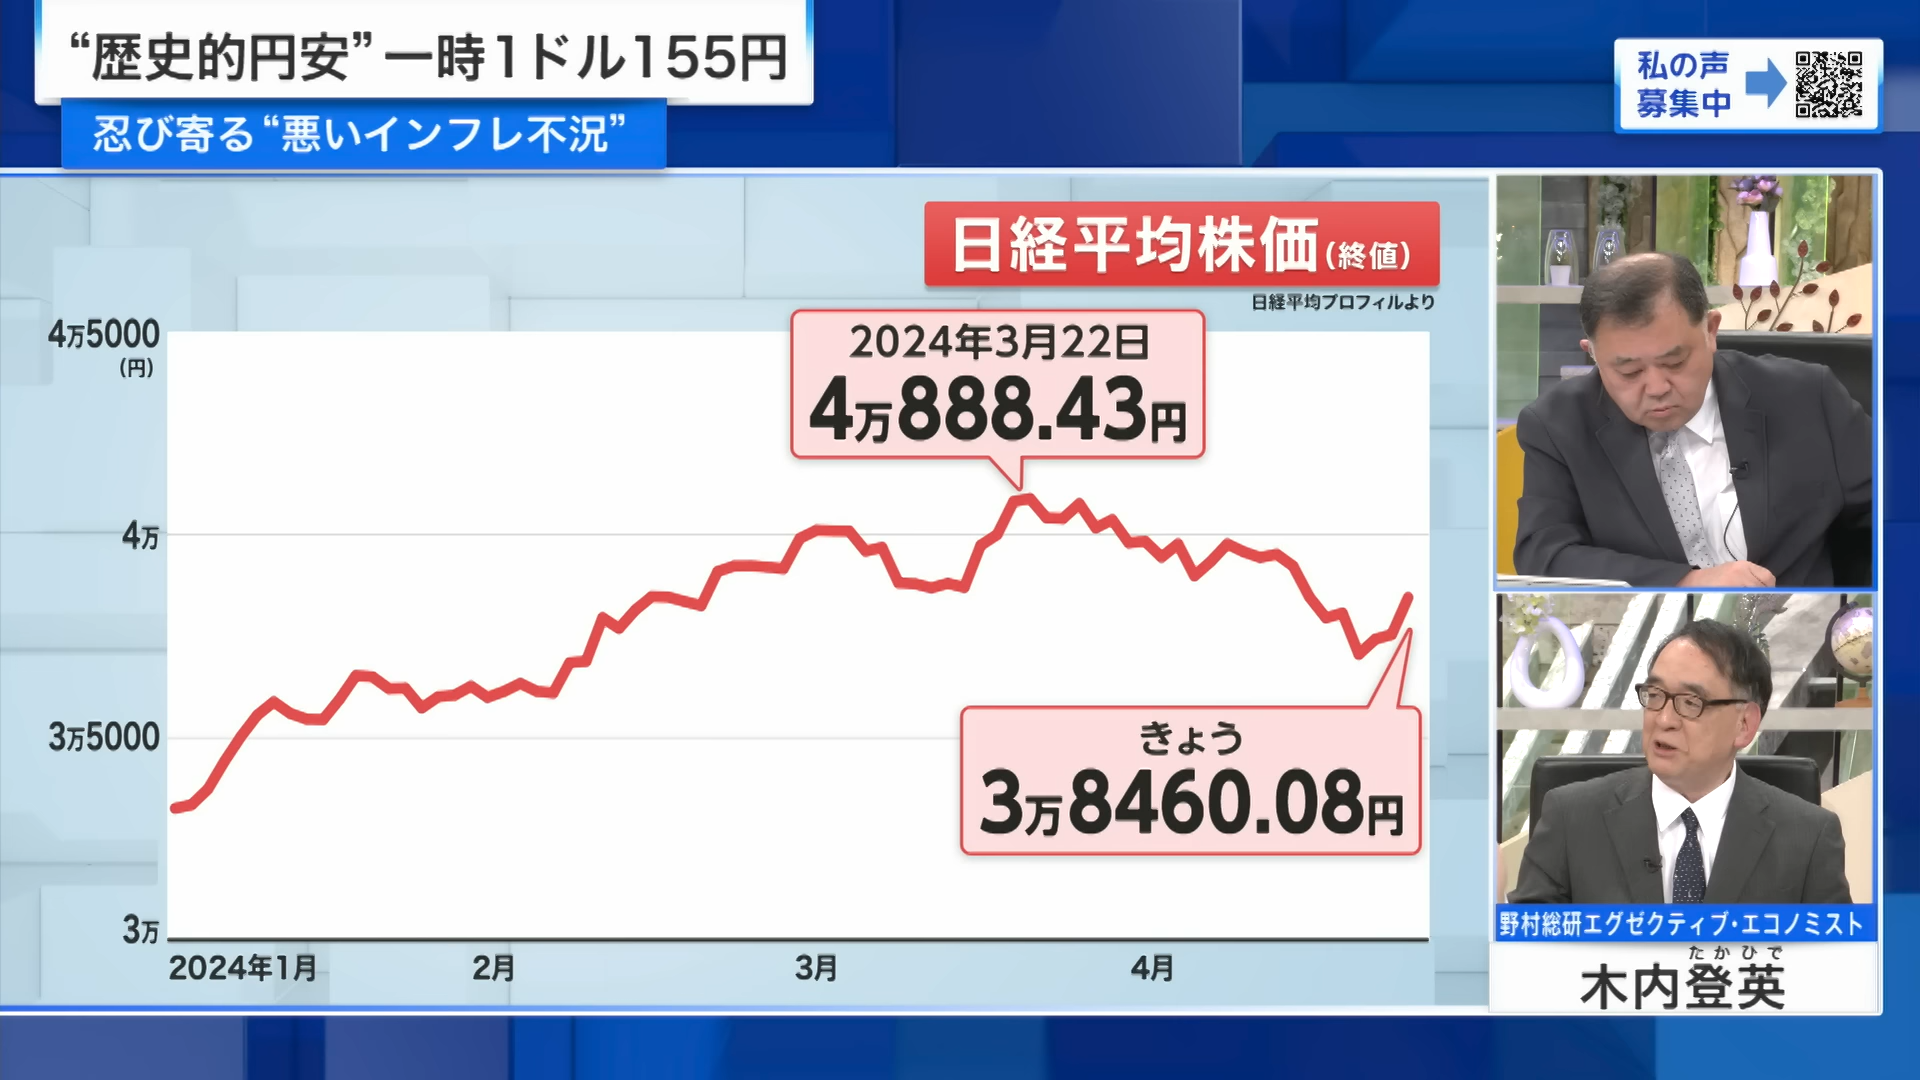 “歴史的円安”一時1ドル155円
忍び寄る“悪いインフレ不況”
私の声
募集中
日経平均株価(終値)
日経平均プロフィルより
4万5000
(円)
4万
3万5000
3万
2024年3月22日
4万888.43円
きょう
3万8460.08円
2024年1月
2月
3月
4月
野村総研エグゼクティブ・エコノミスト
たかひで
木内登英